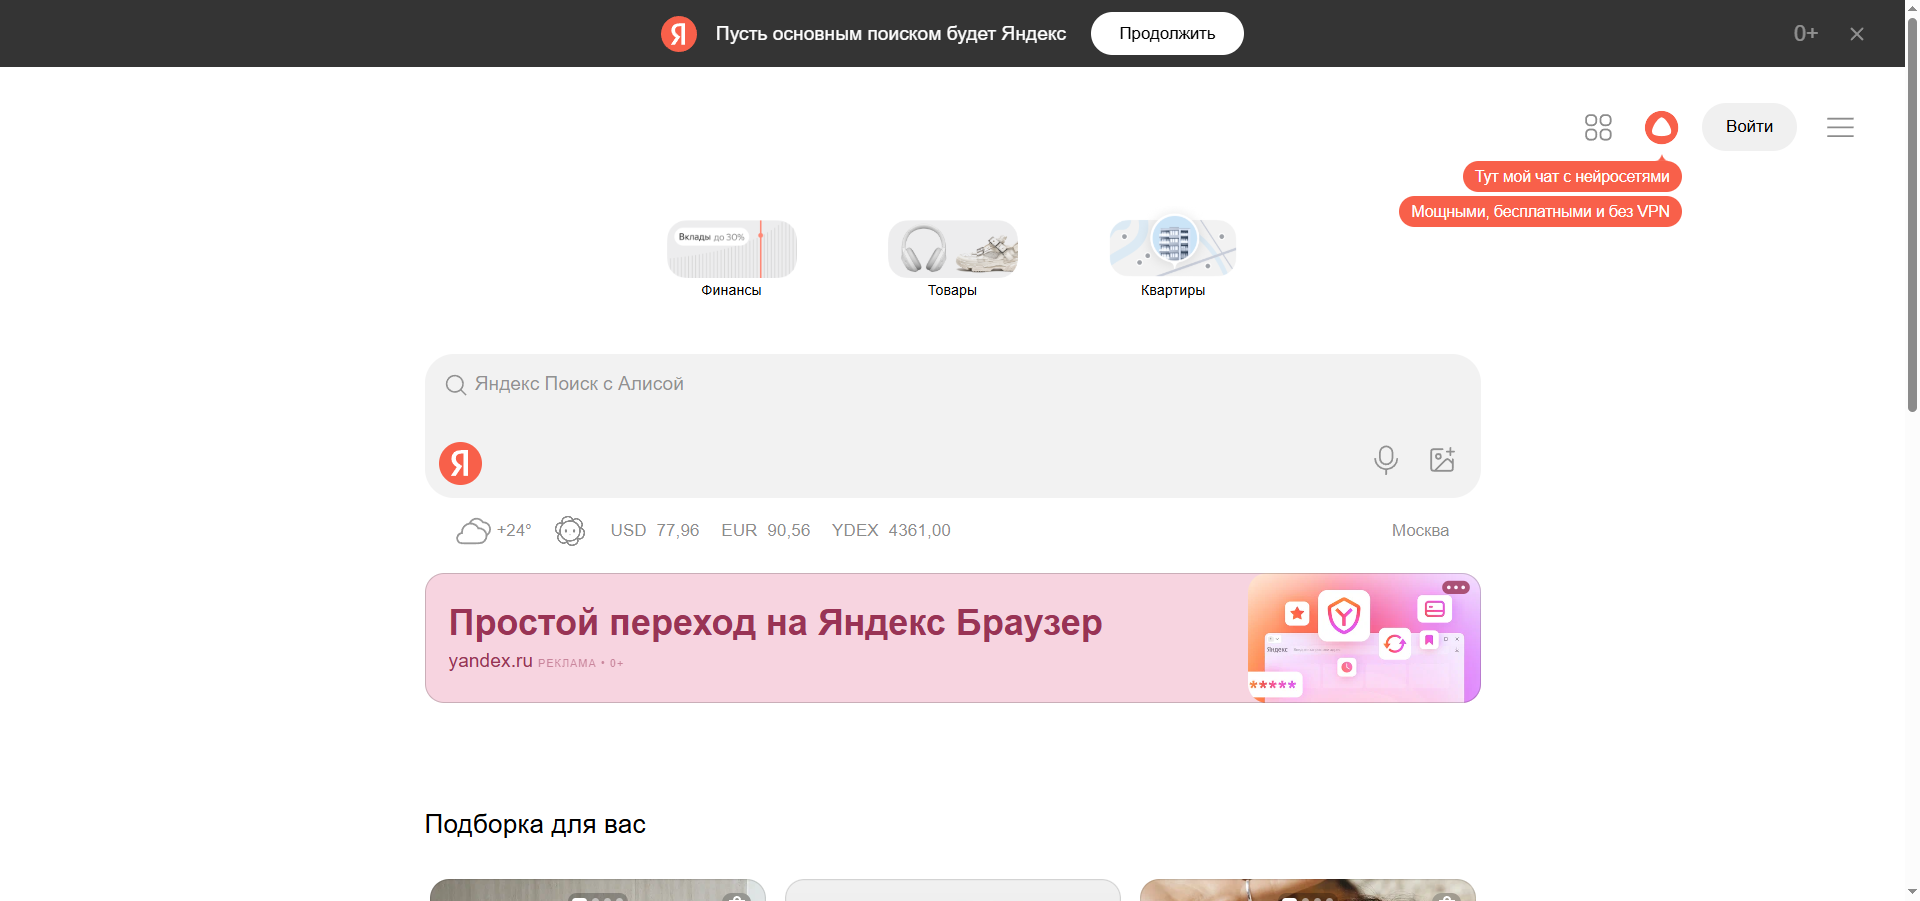 Я Пусть основным поиском будет Яндекс Продолжить 0+
Войти
Тут мой чат с нейросетями
Мощными, бесплатными и без VPN
Вклады до 30%
Финансы Товары Квартиры
Яндекс Поиск с Алисой
Я
+24° USD 77,96 EUR 90,56 YDEX 4361,00 Москва
Простой переход на Яндекс Браузер
yandex.ru РЕКЛАМА • 0+
Яндекс
*****
Подборка для вас